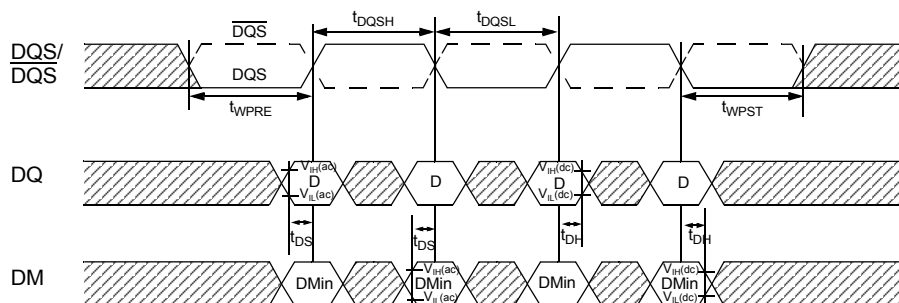 tDQSH tDQSL
DQS
DQS/
DQS
DQS
tWPRE tWPST
VIH(ac) VIH(dc)
DQ D D D D
VIL(ac) VIL(dc)
tDS tDS tDH tDH
VIH(ac) VIH(dc)
DM DMin DMin DMin DMin
VIl(ac) VIL(dc)